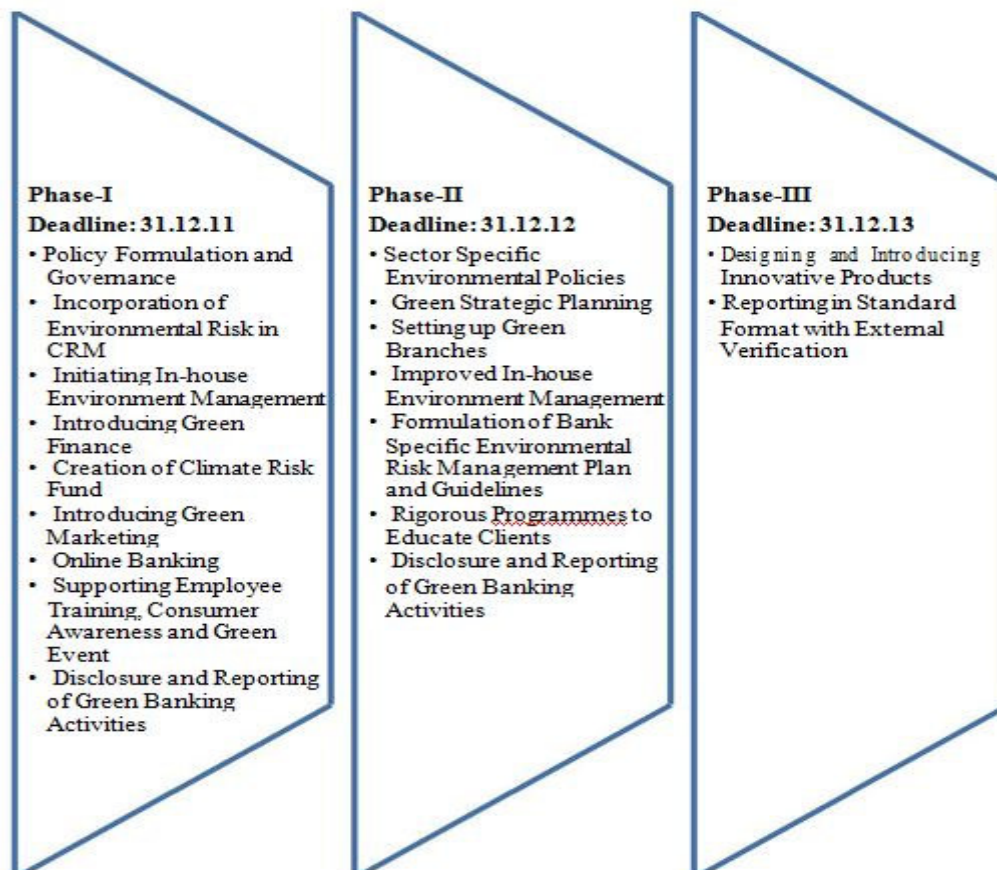 Phase-I
Deadline: 31.12.11
• Policy Formulation and
Governance
• Incorporation of
Environmental Risk in
CRM
• Initiating In-house
Environment Management
• Introducing Green
Finance
• Creation of Climate Risk
Fund
• Introducing Green
Marketing
• Online Banking
• Supporting Employee
Training, Consumer
Awareness and Green
Event
• Disclosure and Reporting
of Green Banking
Activities
Phase-II
Deadline: 31.12.12
• Sector Specific
Environmental Policies
• Green Strategic Planning
• Setting up Green
Branches
• Improved In-house
Environment Management
• Formulation of Bank
Specific Environmental
Risk Management Plan
and Guidelines
• Rigorous Programmes to
Educate Clients
• Disclosure and Reporting
of Green Banking
Activities
Phase-III
Deadline: 31.12.13
• Designing and Introducing
Innovative Products
• Reporting in Standard
Format with External
Verification